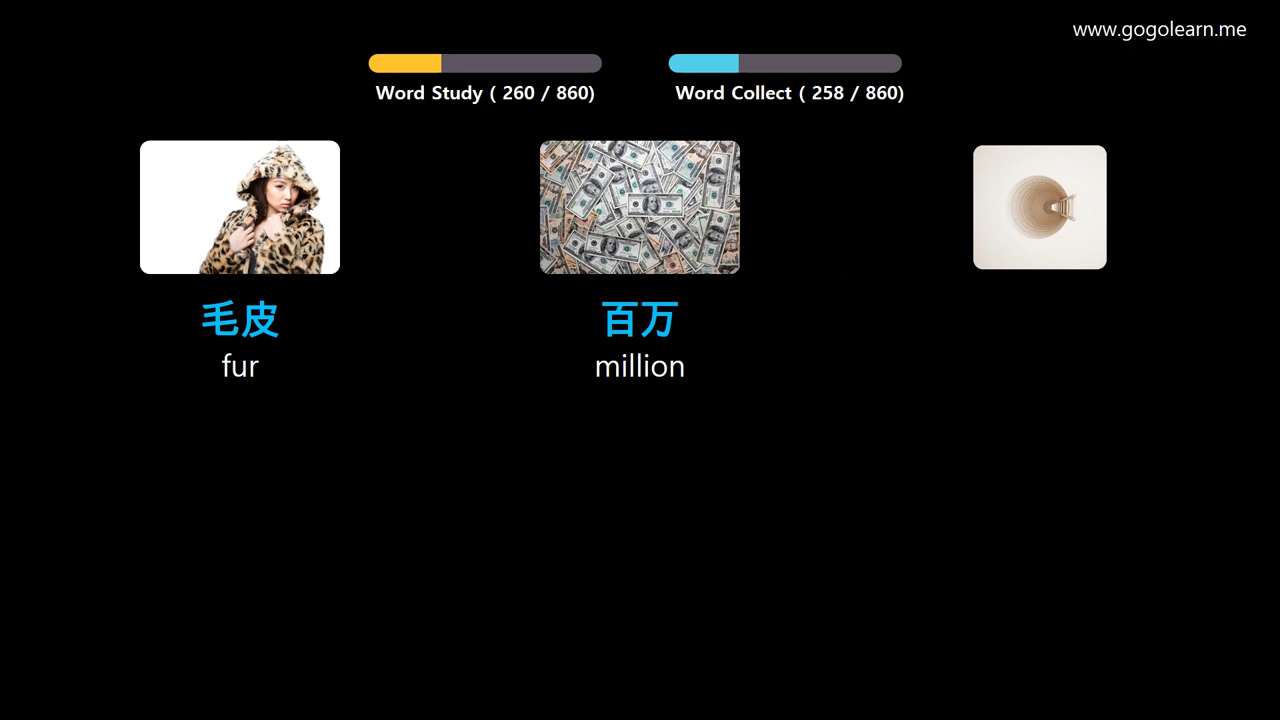 www.gogolearn.me
Word Study ( 260 / 860)
Word Collect ( 258 / 860)
毛皮
fur
百万
million